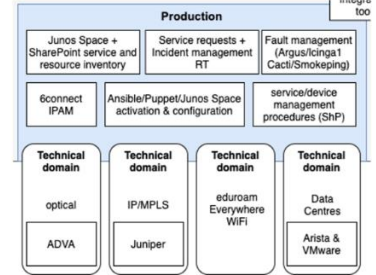 integra
too
Production
Junos Space +
SharePoint service and
resource inventory
Service requests +
Incident management
RT
Fault management
(Argus/Icinga1
Cacti/Smokeping)
6connect
IPAM
Ansible/Puppet/Junos Space
activation & configuration
service/device
management
procedures (ShP)
Technical
domain
optical
ADVA
Technical
domain
IP/MPLS
Juniper
Technical
domain
eduroam
Everywhere
WiFi
Technical
domain
Data
Centres
Arista &
VMware